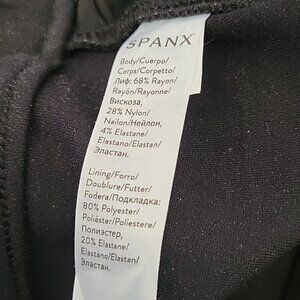 SPANX
Body/Cuerpo/
Corps/Corpetto/
Лиф: 68% Rayon/
Rayón/Rayonne/
Вискоза,
28% Nylon/
Nailon/Нейлон,
4% Elastane/
Elastano/Elastan/
Эластан.
Lining/Forro/
Doublure/Futter/
Fodera/Подкладка:
80% Polyester/
Poliéster/Poliestere/
Полиэстер,
20% Elastane/
Elastano/Elastan/
Эластан.